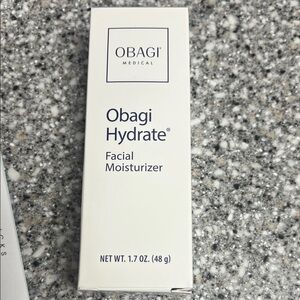 OBAGI
MEDICAL
Obagi
Hydrate®
Facial
Moisturizer
NET WT. 1.7 OZ. (48 g)